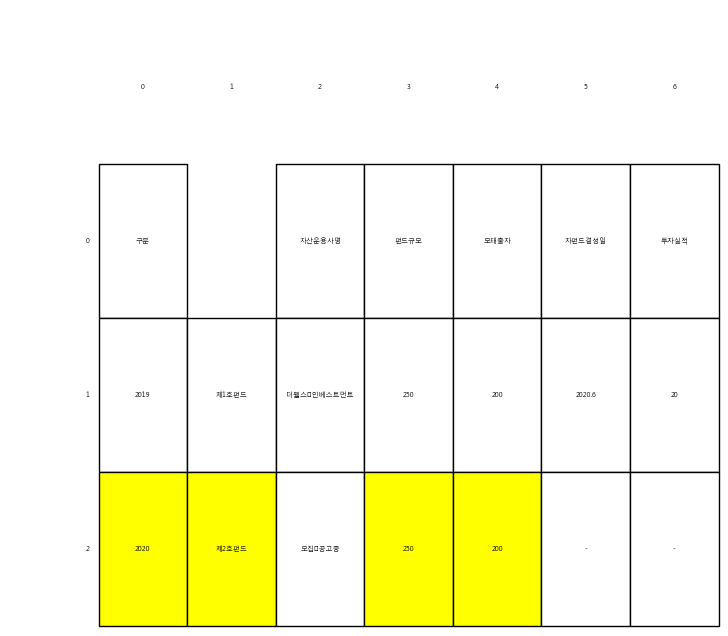 0 1 2 3 4 5 6
0 구분 자산운용사명 펀드규모 모태출자 자펀드결성일 투자실적
1 2019 제1호펀드 더웰스□인베스트먼트 250 200 2020.6 20
2 2020 제2호펀드 모집□공고중 250 200 - -